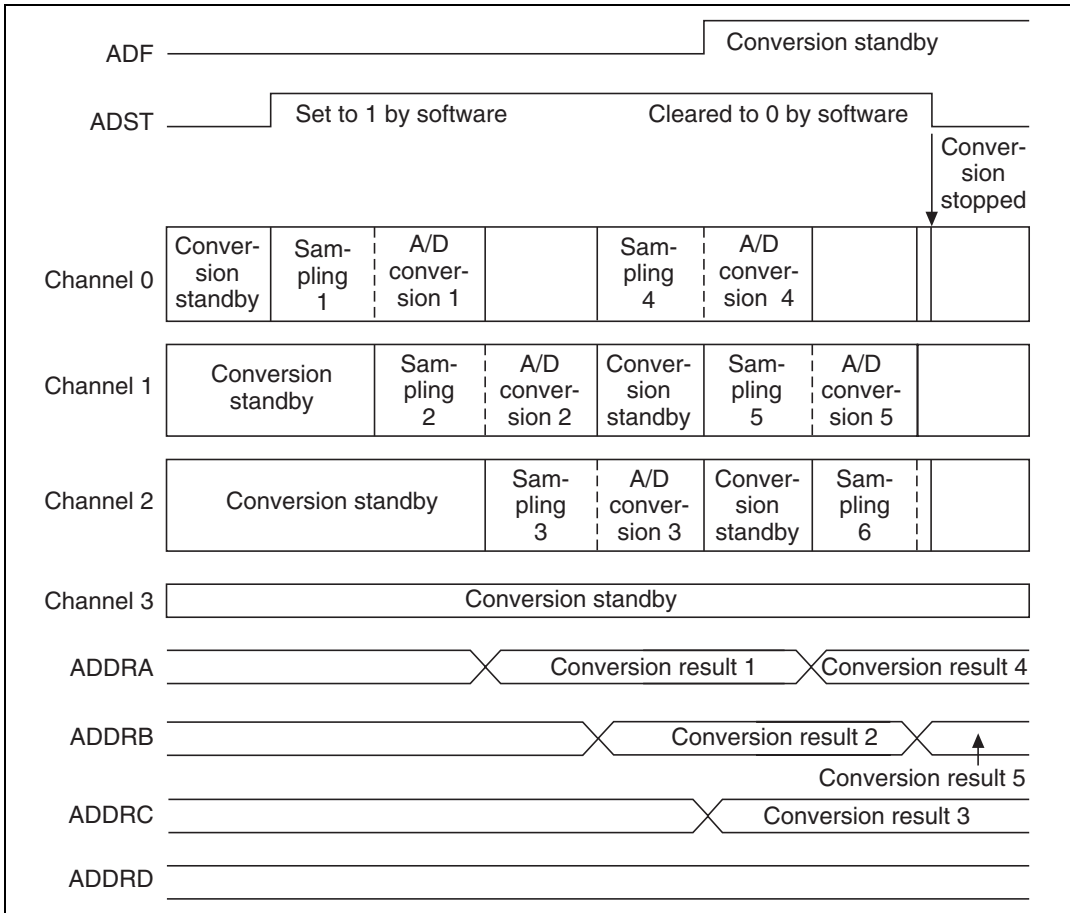 ADF
Conversion standby
ADST
Set to 1 by software
Cleared to 0 by software
Conver-
sion
stopped
Channel 0
Conver-
sion
standby
Sam-
pling
1
A/D
conver-
sion 1
Sam-
pling
4
A/D
conver-
sion 4
Channel 1
Conversion
standby
Sam-
pling
2
A/D
conver-
sion 2
Conver-
sion
standby
Sam-
pling
5
A/D
conver-
sion 5
Channel 2
Conversion standby
Sam-
pling
3
A/D
conver-
sion 3
Conver-
sion
standby
Sam-
pling
6
Channel 3
Conversion standby
ADDRA
Conversion result 1
Conversion result 4
ADDRB
Conversion result 2
Conversion result 5
ADDRC
Conversion result 3
ADDRD